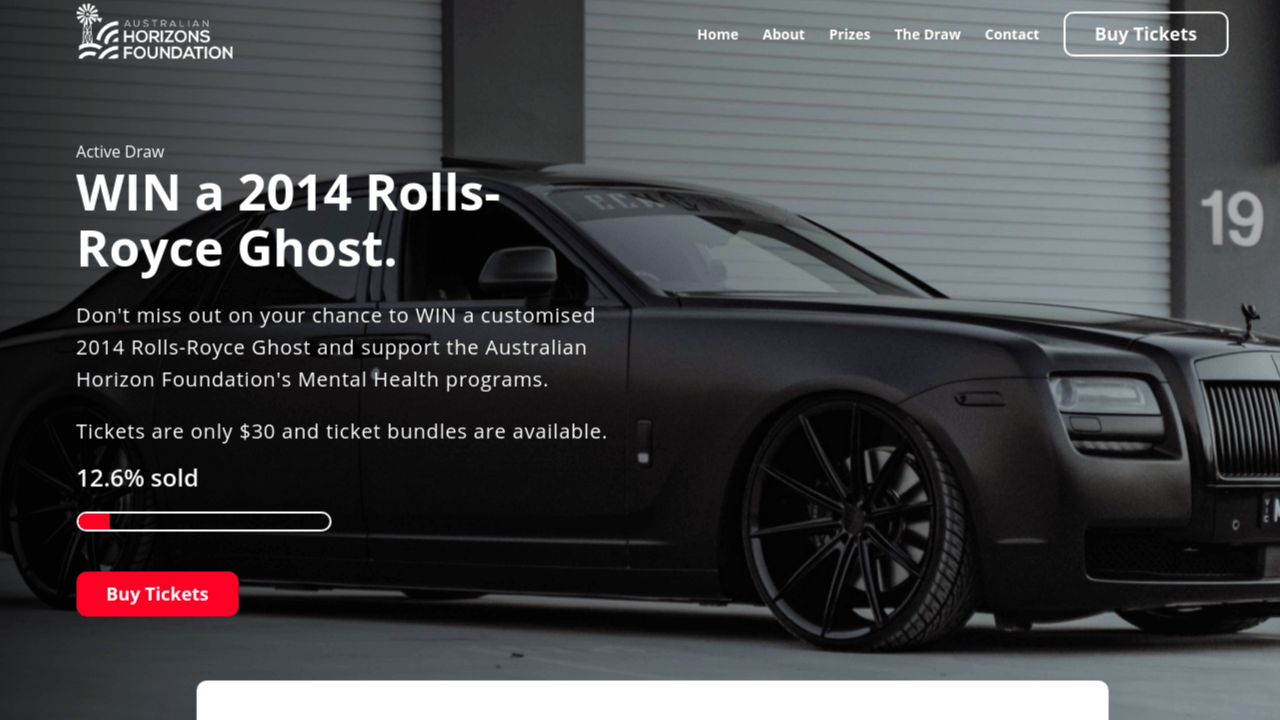 AUSTRALIAN
HORIZONS
FOUNDATION
Home
About
Prizes
The Draw
Contact
Buy Tickets
Active Draw
WIN a 2014 Rolls-
Royce Ghost.
Don't miss out on your chance to WIN a customised
2014 Rolls-Royce Ghost and support the Australian
Horizon Foundation's Mental Health programs.
Tickets are only $30 and ticket bundles are available.
12.6% sold
Buy Tickets
19